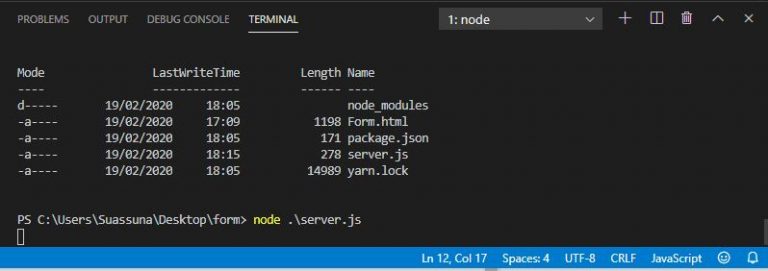 PROBLEMS OUTPUT DEBUG CONSOLE TERMINAL 1: node
Mode LastWriteTime Length Name
---- ------------- ------ ----
d----- 19/02/2020 18:05 node_modules
-a---- 19/02/2020 17:09 1198 Form.html
-a---- 19/02/2020 18:05 171 package.json
-a---- 19/02/2020 18:15 278 server.js
-a---- 19/02/2020 18:05 14989 yarn.lock
PS C:\Users\Suassuna\Desktop\form> node .\server.js
Ln 12, Col 17 Spaces: 4 UTF-8 CRLF JavaScript